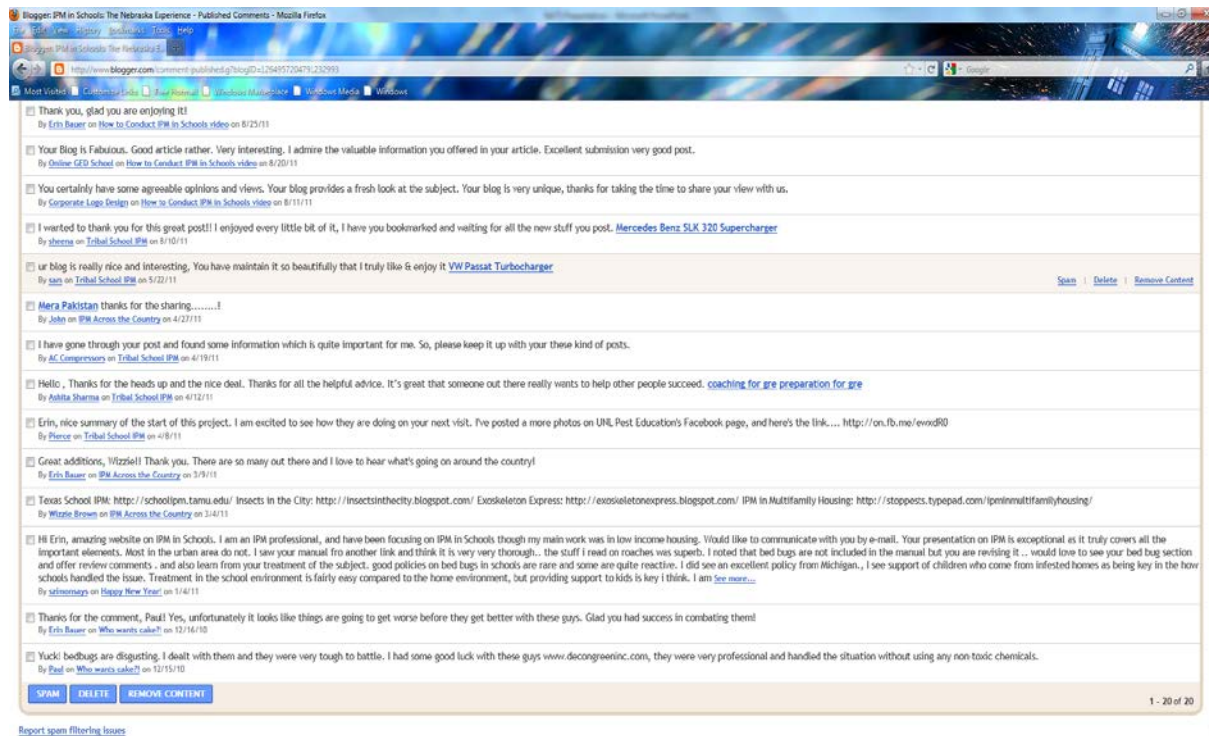 Blogger: IPM in Schools: The Nebraska Experience - Published Comments - Mozilla Firefox
File Edit View History Bookmarks Tools Help
Blogger: IPM in Schools: The Nebraska E...
http://www.blogger.com/comment-published.g?blogID=1264957204791232993
Google
Most Visited Customize Links Free Hotmail Windows Marketplace Windows Media Windows
Thank you, glad you are enjoying it!
By Erin Bauer on How to Conduct IPM in Schools video on 8/25/11
Your Blog is Fabulous. Good article rather. Very interesting. I admire the valuable information you offered in your article. Excellent submission very good post.
By Online GED School on How to Conduct IPM in Schools video on 8/20/11
You certainly have some agreeable opinions and views. Your blog provides a fresh look at the subject. Your blog is very unique, thanks for taking the time to share your view with us.
By Corporate Logo Design on How to Conduct IPM in Schools video on 8/11/11
I wanted to thank you for this great post!! I enjoyed every little bit of it, I have you bookmarked and waiting for all the new stuff you post. Mercedes Benz SLK 320 Supercharger
By sheena on Tribal School IPM on 8/10/11
ur blog is really nice and interesting, You have maintain it so beautifully that I truly like & enjoy it VW Passat Turbocharger
By sam on Tribal School IPM on 5/22/11
Spam | Delete | Remove Content
Mera Pakistan thanks for the sharing........!
By John on IPM Across the Country on 4/27/11
I have gone through your post and found some information which is quite important for me. So, please keep it up with your these kind of posts.
By AC Compressors on Tribal School IPM on 4/19/11
Hello , Thanks for the heads up and the nice deal. Thanks for all the helpful advice. It's great that someone out there really wants to help other people succeed. coaching for gre preparation for gre
By Ashita Sharma on Tribal School IPM on 4/12/11
Erin, nice summary of the start of this project. I am excited to see how they are doing on your next visit. I've posted a more photos on UNL Pest Education's Facebook page, and here's the link.... http://on.fb.me/ewxdR0
By Pierce on Tribal School IPM on 4/8/11
Great additions, Wizzie!! Thank you. There are so many out there and I love to hear what's going on around the country!
By Erin Bauer on IPM Across the Country on 3/9/11
Texas School IPM: http://schoolipm.tamu.edu/ Insects in the City: http://insectsinthecity.blogspot.com/ Exoskeleton Express: http://exoskeletonexpress.blogspot.com/ IPM in Multifamily Housing: http://stoppests.typepad.com/ipminmultifamilyhousing/
By Wizzie Brown on IPM Across the Country on 3/4/11
Hi Erin, amazing website on IPM in Schools. I am an IPM professional, and have been focusing on IPM in Schools though my main work was in low income housing. Would like to communicate with you by e-mail. Your presentation on IPM is exceptional as it truly covers all the
important elements. Most in the urban area do not. I saw your manual fro another link and think it is very very thorough.. the stuff i read on roaches was superb. I noted that bed bugs are not included in the manual but you are revising it .. would love to see your bed bug section
and offer review comments . and also learn from your treatment of the subject. good policies on bed bugs in schools are rare and some are quite reactive. I did see an excellent policy from Michigan., I see support of children who come from infested homes as being key in the how
schools handled the issue. Treatment in the school environment is fairly easy compared to the home environment, but providing support to kids is key i think. I am See more...
By srinornays on Happy New Year! on 1/4/11
Thanks for the comment, Paul! Yes, unfortunately it looks like things are going to get worse before they get better with these guys. Glad you had success in combating them!
By Erin Bauer on Who wants cake?! on 12/16/10
Yuck! bedbugs are disgusting. I dealt with them and they were very tough to battle. I had some good luck with these guys www.decongreeninc.com, they were very professional and handled the situation without using any non-toxic chemicals.
By Paul on Who wants cake?! on 12/15/10
SPAM DELETE REMOVE CONTENT
1 - 20 of 20
Report spam filtering issues